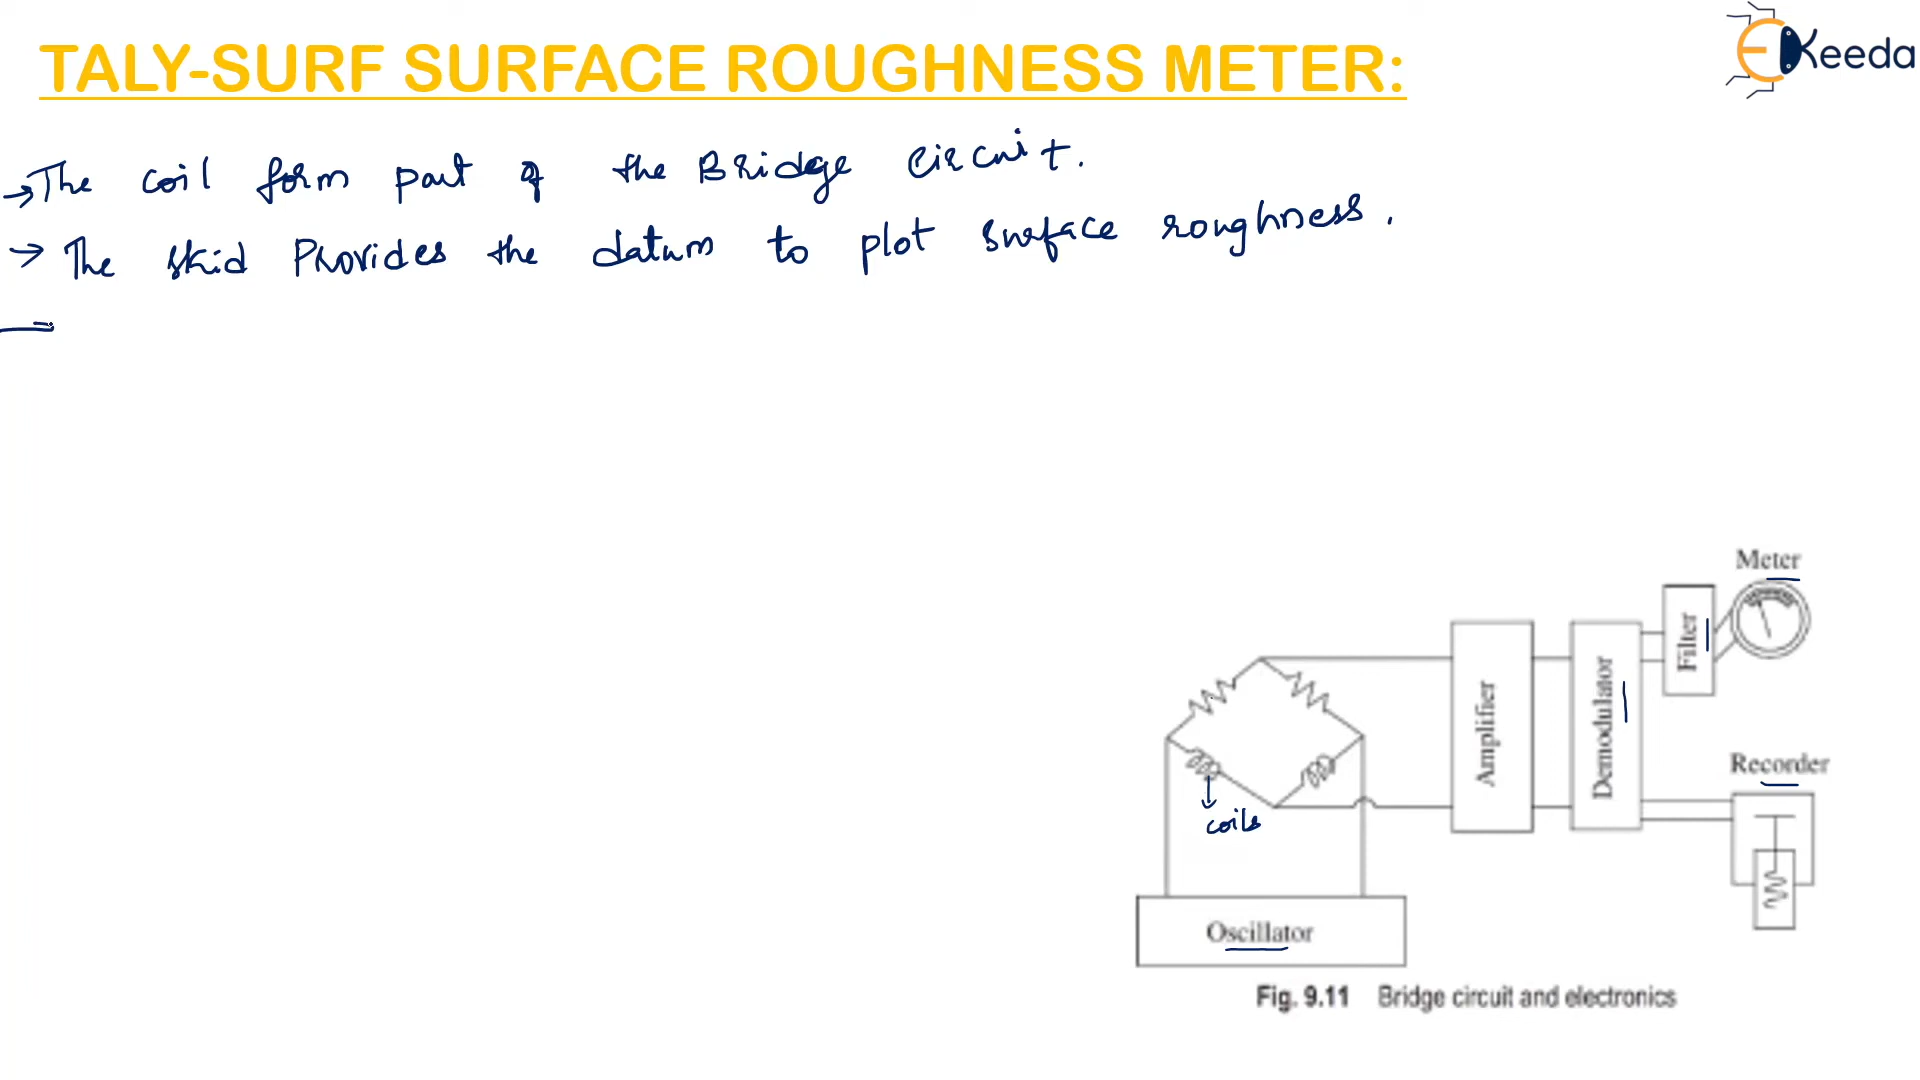 TALY-SURF SURFACE ROUGHNESS METER:
EKeeda
→The coil form part of the Bridge circuit.
→ The skid Provides the datum to plot surface roughness.
Meter
Filter
Amplifier
Demodulator
Recorder
coils
Oscillator
Fig. 9.11 Bridge circuit and electronics